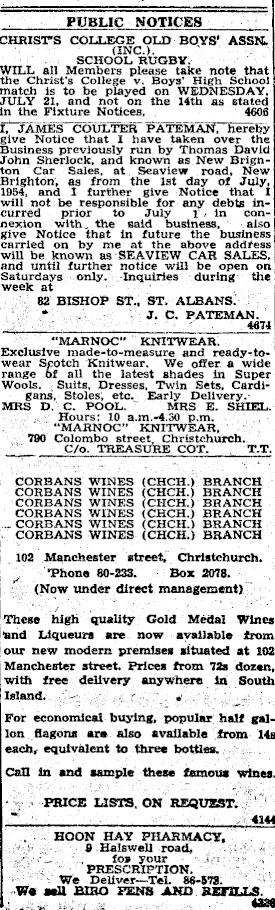 PUBLIC NOTICES
CHRIST'S COLLEGE OLD BOYS' ASSN.
(INC.).
SCHOOL RUGBY.
WILL all Members please take note that
the Christ's College v. Boys' High School
match is to be played on WEDNESDAY,
JULY 21, and not on the 14th as stated
in the Fixture Notices. 4606
I, JAMES COULTER PATEMAN, hereby
give Notice that I have taken over the
Business previously run by Thomas David
John Sherlock, and known as New Brigh-
ton Car Sales, at Seaview road, New
Brighton, as from the 1st day of July,
1954, and I further give Notice that I
will not be responsible for any debts in-
curred prior to July 1, in con-
nexion with the said business, also
give Notice that in future the business
carried on by me at the above address
will be known as SEAVIEW CAR SALES,
and until further notice will be open on
Saturdays only. Inquiries during the
week at
82 BISHOP ST., ST. ALBANS.
J. C. PATEMAN.
4674
"MARNOC" KNITWEAR.
Exclusive made-to-measure and ready-to-
wear Scotch Knitwear. We offer a wide
range of all the latest shades in Super
Wools. Suits, Dresses, Twin Sets, Cardi-
gans, Stoles, etc. Early Delivery.
MRS D. C. POOL. MRS E. SHIEL.
Hours: 10 a.m.-4.30 p.m.
"MARNOC" KNITWEAR,
790 Colombo street, Christchurch.
C/o. TREASURE COT. T.T.
CORBANS WINES (CHCH.) BRANCH
CORBANS WINES (CHCH.) BRANCH
CORBANS WINES (CHCH.) BRANCH
CORBANS WINES (CHCH.) BRANCH
CORBANS WINES (CHCH.) BRANCH
CORBANS WINES (CHCH.) BRANCH
102 Manchester street, Christchurch.
'Phone 80-233. Box 2078.
(Now under direct management)
These high quality Gold Medal Wines
and Liqueurs are now available from
our new modern premises situated at 102
Manchester street. Prices from 72s dozen,
with free delivery anywhere in South
Island.
For economical buying, popular half gal-
lon flagons are also available from 14s
each, equivalent to three bottles.
Call in and sample these famous wines.
PRICE LISTS ON REQUEST.
4144
HOON HAY PHARMACY,
9 Halswell road,
for your
PRESCRIPTION.
We Deliver—Tel. 86-573.
We sell BIRO PENS AND REFILLS.